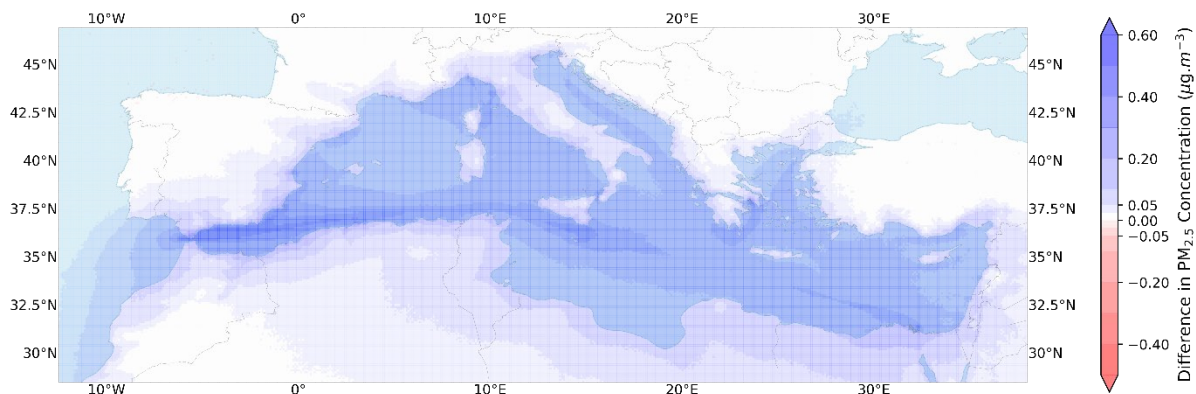 10°W 0° 10°E 20°E 30°E
45°N 45°N
42.5°N 42.5°N
40°N 40°N
37.5°N 37.5°N
35°N 35°N
32.5°N 32.5°N
30°N 30°N
10°W 0° 10°E 20°E 30°E
0.60
0.40
0.20
0.05
0.00
−0.05
−0.20
−0.40
Difference in PM2.5 Concentration (μg.m−3)